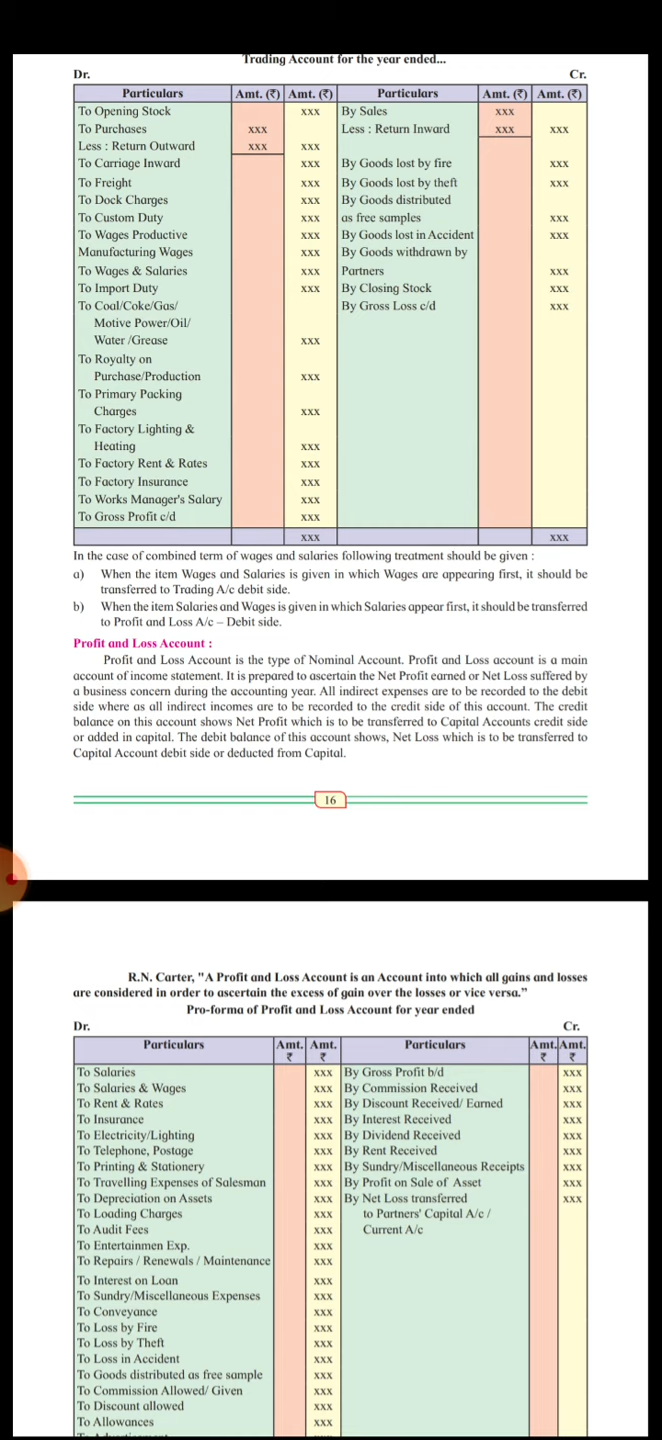 Trading Account for the year ended...
Dr. Cr.
Particulars Amt. (₹) Amt. (₹) Particulars Amt. (₹) Amt. (₹)
To Opening Stock xxx By Sales xxx
To Purchases xxx Less : Return Inward xxx xxx
Less : Return Outward xxx xxx
To Carriage Inward xxx By Goods lost by fire xxx
To Freight xxx By Goods lost by theft xxx
To Dock Charges xxx By Goods distributed
To Custom Duty xxx as free samples xxx
To Wages Productive xxx By Goods lost in Accident xxx
Manufacturing Wages xxx By Goods withdrawn by
To Wages & Salaries xxx Partners xxx
To Import Duty xxx By Closing Stock xxx
To Coal/Coke/Gas/ By Gross Loss c/d xxx
Motive Power/Oil/
Water /Grease xxx
To Royalty on
Purchase/Production xxx
To Primary Packing
Charges xxx
To Factory Lighting &
Heating xxx
To Factory Rent & Rates xxx
To Factory Insurance xxx
To Works Manager's Salary xxx
To Gross Profit c/d xxx
xxx xxx
In the case of combined term of wages and salaries following treatment should be given :
a) When the item Wages and Salaries is given in which Wages are appearing first, it should be
transferred to Trading A/c debit side.
b) When the item Salaries and Wages is given in which Salaries appear first, it should be transferred
to Profit and Loss A/c – Debit side.
Profit and Loss Account :
Profit and Loss Account is the type of Nominal Account. Profit and Loss account is a main
account of income statement. It is prepared to ascertain the Net Profit earned or Net Loss suffered by
a business concern during the accounting year. All indirect expenses are to be recorded to the debit
side where as all indirect incomes are to be recorded to the credit side of this account. The credit
balance on this account shows Net Profit which is to be transferred to Capital Accounts credit side
or added in capital. The debit balance of this account shows, Net Loss which is to be transferred to
Capital Account debit side or deducted from Capital.
16
R.N. Carter, "A Profit and Loss Account is an Account into which all gains and losses
are considered in order to ascertain the excess of gain over the losses or vice versa.”
Pro-forma of Profit and Loss Account for year ended
Dr. Cr.
Particulars Amt. ₹ Amt. ₹ Particulars Amt. ₹ Amt. ₹
To Salaries xxx By Gross Profit b/d xxx
To Salaries & Wages xxx By Commission Received xxx
To Rent & Rates xxx By Discount Received/ Earned xxx
To Insurance xxx By Interest Received xxx
To Electricity/Lighting xxx By Dividend Received xxx
To Telephone, Postage xxx By Rent Received xxx
To Printing & Stationery xxx By Sundry/Miscellaneous Receipts xxx
To Travelling Expenses of Salesman xxx By Profit on Sale of Asset xxx
To Depreciation on Assets xxx By Net Loss transferred xxx
To Loading Charges xxx to Partners' Capital A/c /
To Audit Fees xxx Current A/c
To Entertainmen Exp. xxx
To Repairs / Renewals / Maintenance xxx
To Interest on Loan xxx
To Sundry/Miscellaneous Expenses xxx
To Conveyance xxx
To Loss by Fire xxx
To Loss by Theft xxx
To Loss in Accident xxx
To Goods distributed as free sample xxx
To Commission Allowed/ Given xxx
To Discount allowed xxx
To Allowances xxx